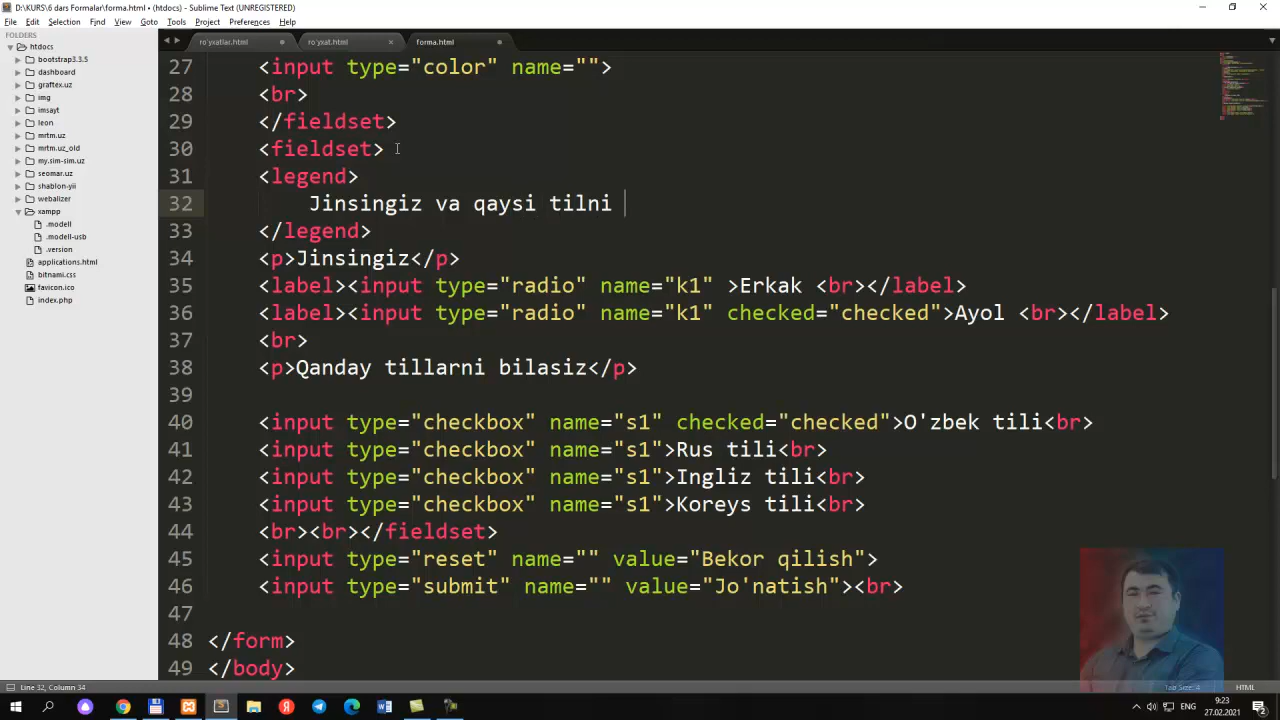 D:\KURS\6 dars Formalar\forma.html • (htdocs) - Sublime Text (UNREGISTERED)
File Edit Selection Find View Goto Tools Project Preferences Help
FOLDERS
htdocs
bootstrap3.3.5
dashboard
graftex.uz
img
imsayt
leon
mrtm.uz
mrtm.uz_old
my.sim-sim.uz
seomar.uz
shablon-yii
webalizer
xampp
.modell
.modell-usb
.version
applications.html
bitnami.css
favicon.ico
index.php
ro'yxatlar.html ro'yxat.html forma.html
27 <input type="color" name="">
28 <br>
29 </fieldset>
30 <fieldset>
31 <legend>
32 Jinsingiz va qaysi tilni
33 </legend>
34 <p>Jinsingiz</p>
35 <label><input type="radio" name="k1" >Erkak <br></label>
36 <label><input type="radio" name="k1" checked="checked">Ayol <br></label>
37 <br>
38 <p>Qanday tillarni bilasiz</p>
39
40 <input type="checkbox" name="s1" checked="checked">O'zbek tili<br>
41 <input type="checkbox" name="s1">Rus tili<br>
42 <input type="checkbox" name="s1">Ingliz tili<br>
43 <input type="checkbox" name="s1">Koreys tili<br>
44 <br><br></fieldset>
45 <input type="reset" name="" value="Bekor qilish">
46 <input type="submit" name="" value="Jo'natish"><br>
47
48 </form>
49 </body>
Line 32, Column 34
Tab Size: 4 HTML
ENG 9:23
27.02.2021